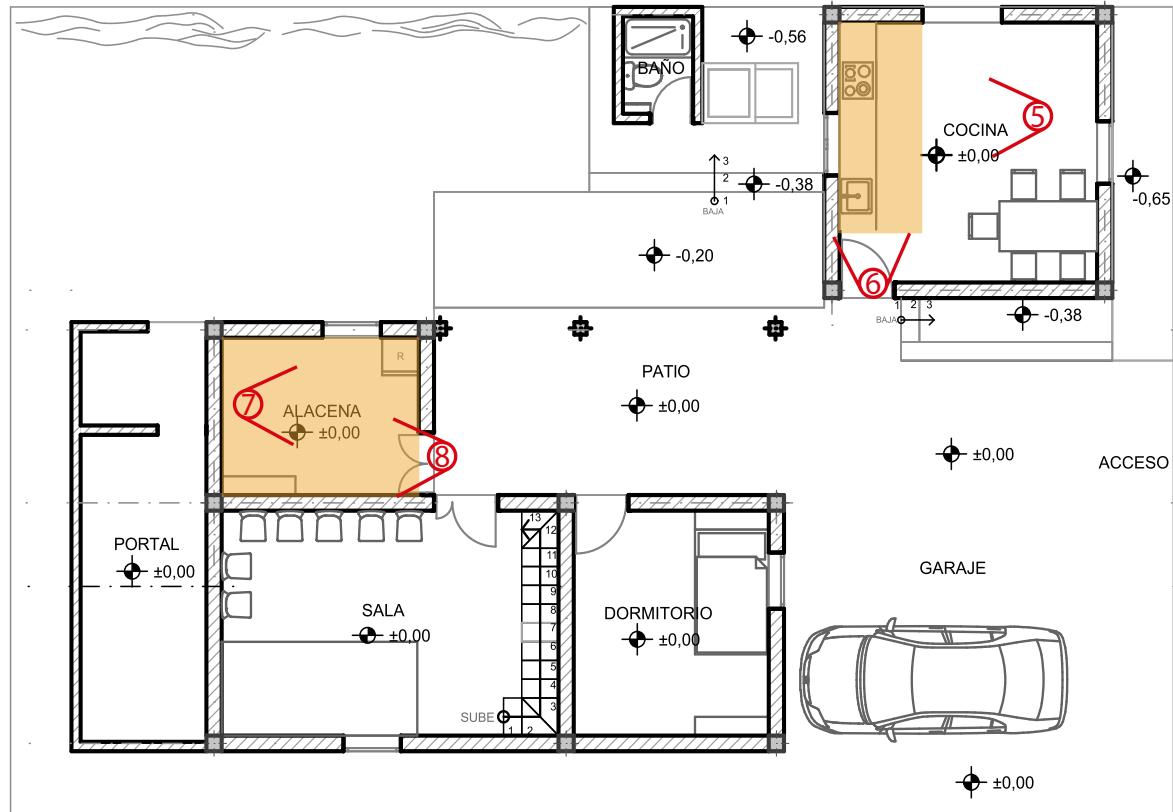 -0,56
BAÑO
5
COCINA
±0,00
3
2
1
BAJA
-0,38
-0,65
-0,20
6
1 2 3
BAJA
-0,38
R
PATIO
±0,00
7
ALACENA
±0,00
8
±0,00
ACCESO
13
12
11
10
9
8
7
6
5
4
3
1 2
SUBE
PORTAL
±0,00
GARAJE
SALA
±0,00
DORMITORIO
±0,00
±0,00